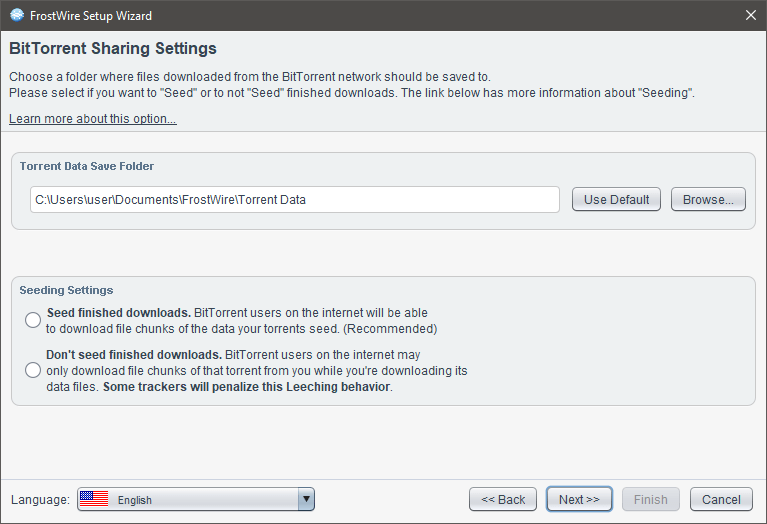 FrostWire Setup Wizard
BitTorrent Sharing Settings
Choose a folder where files downloaded from the BitTorrent network should be saved to.
Please select if you want to "Seed" or to not "Seed" finished downloads. The link below has more information about "Seeding".
Learn more about this option...
Torrent Data Save Folder
C:\Users\user\Documents\FrostWire\Torrent Data
Use Default
Browse...
Seeding Settings
Seed finished downloads. BitTorrent users on the internet will be able
to download file chunks of the data your torrents seed. (Recommended)
Don't seed finished downloads. BitTorrent users on the internet may
only download file chunks of that torrent from you while you're downloading its
data files. Some trackers will penalize this Leeching behavior.
Language:
English
<< Back
Next >>
Finish
Cancel